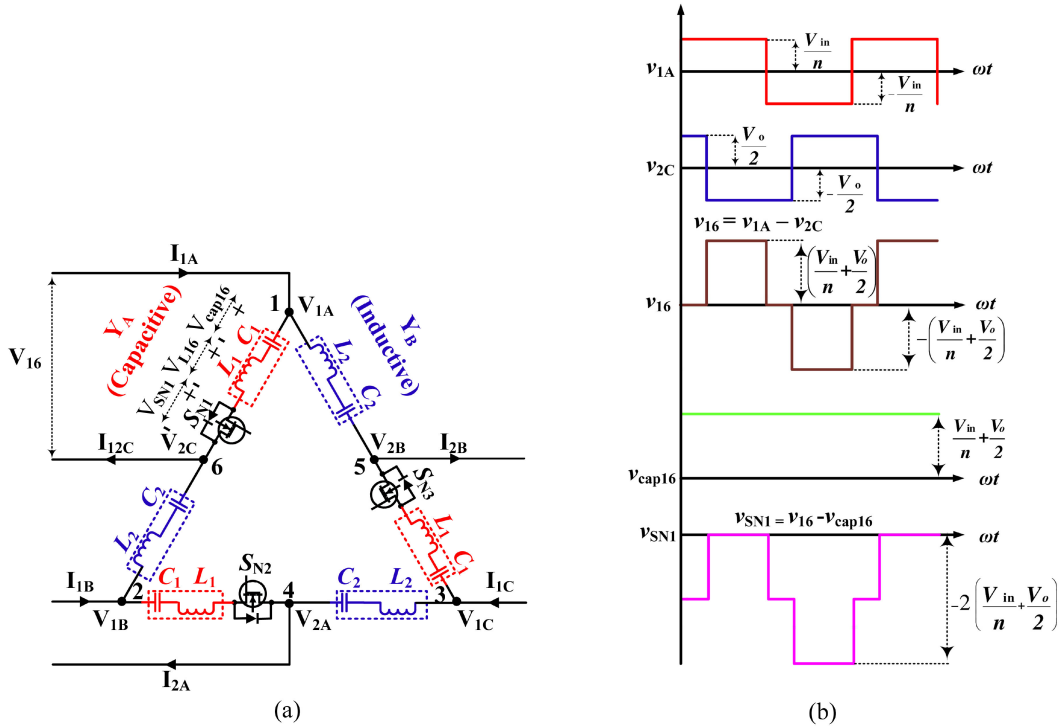 I1A
1
V1A
YA
(Capacitive)
YB
(Inductive)
V16
VSN1 VL16 Vcap16
- + - + - +
L1 C1
L2
C2
SN1
V2C
I12C
6
V2B
I2B
5
SN3
L1
C1
C2
L2
I1B
2
V1B
C1 L1
SN2
4
V2A
C2 L2
3
I1C
V1C
I2A
(a)
v1A
Vin/n
-Vin/n
ωt
v2C
Vo/2
-Vo/2
ωt
v16 = v1A − v2C
v16
(Vin/n + Vo/2)
-(Vin/n + Vo/2)
ωt
Vin/n + Vo/2
vcap16
ωt
vSN1 = v16 -vcap16
vSN1
ωt
-2(Vin/n + Vo/2)
(b)